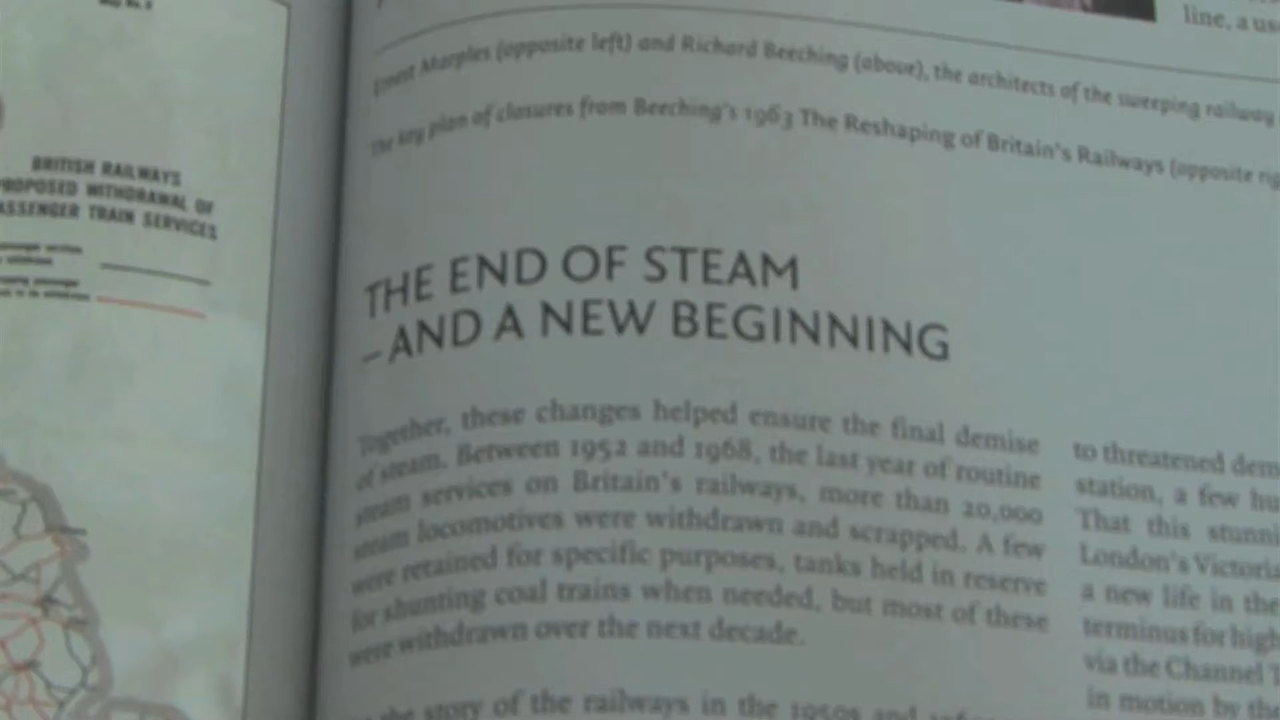 BRITISH RAILWAYS
PROPOSED WITHDRAWAL OF
PASSENGER TRAIN SERVICES
line, a us
Ernest Marples (opposite left) and Richard Beeching (above), the architects of the sweeping railway
The key plan of closures from Beeching's 1963 The Reshaping of Britain's Railways (opposite rig
THE END OF STEAM
– AND A NEW BEGINNING
Together, these changes helped ensure the final demise
of steam. Between 1952 and 1968, the last year of routine
steam services on Britain's railways, more than 20,000
steam locomotives were withdrawn and scrapped. A few
were retained for specific purposes, tanks held in reserve
for shunting coal trains when needed, but most of these
were withdrawn over the next decade.
the story of the railways in the 1950s and
to threatened dem
station, a few hu
That this stunni
London's Victoria
a new life in the
terminus for high
via the Channel T
in motion by the